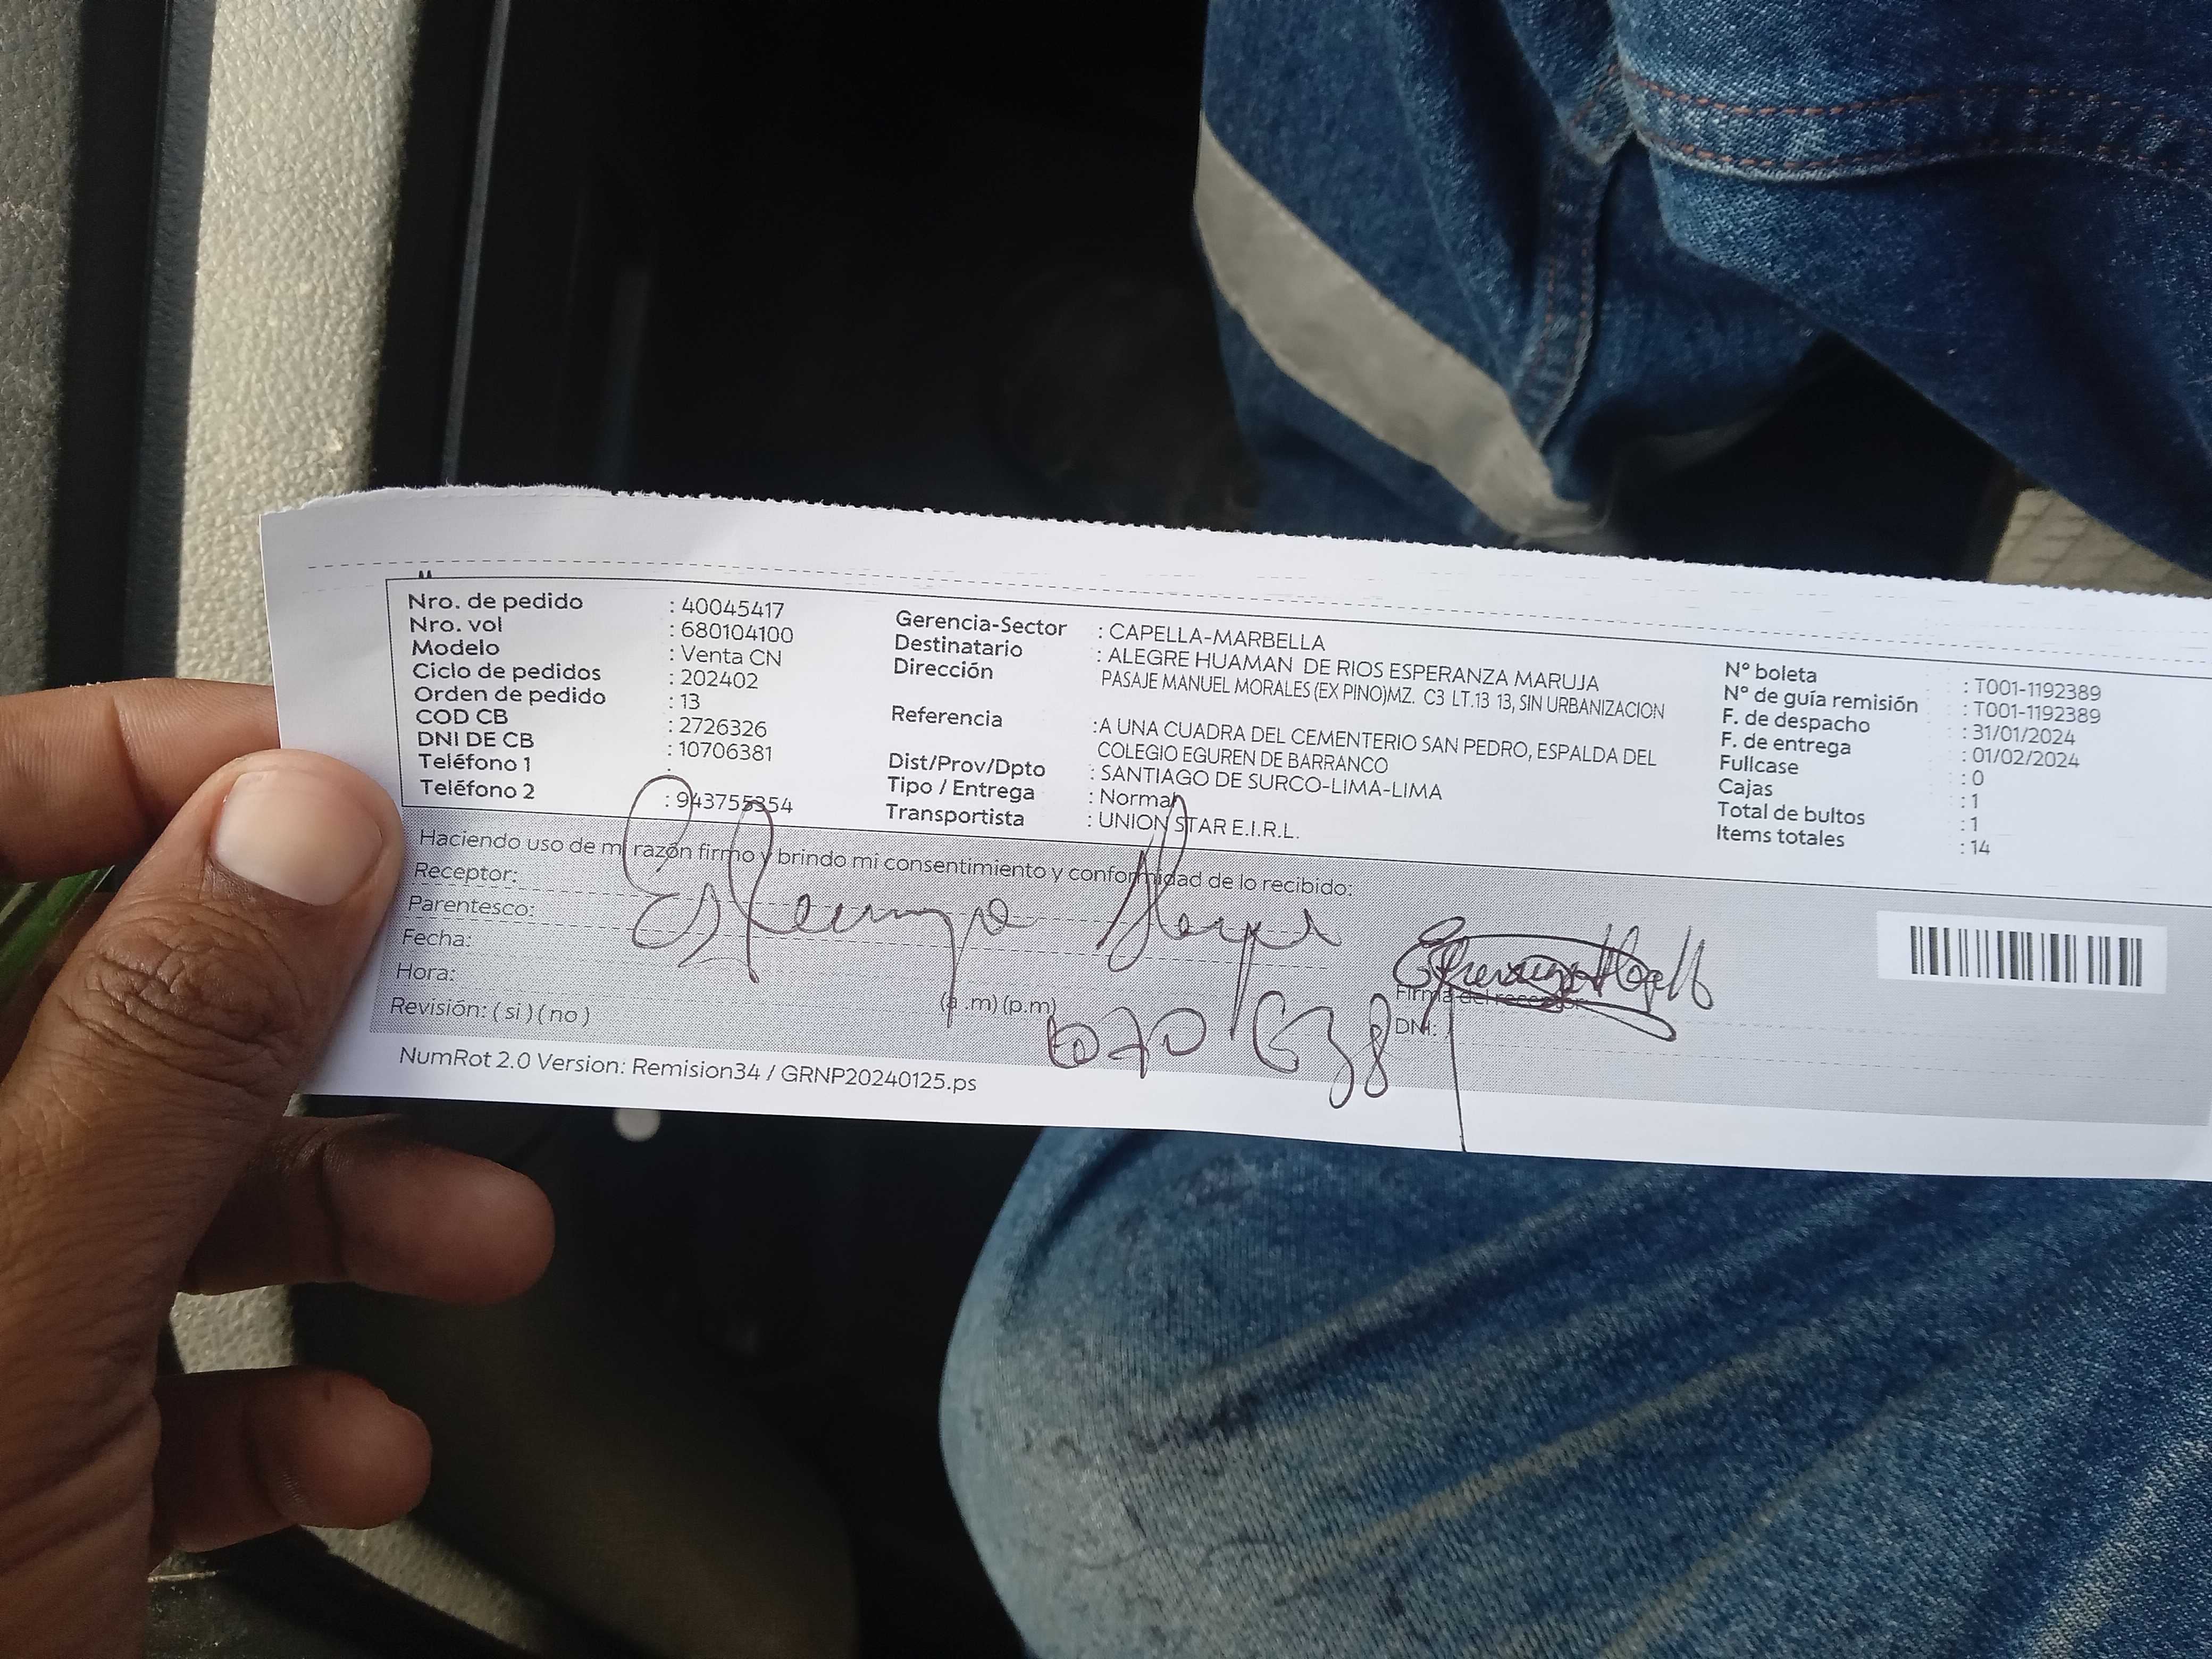 Nro. de pedido : 40045417
Nro. vol : 680104100
Modelo : Venta CN
Ciclo de pedidos : 202402
Orden de pedido : 13
COD CB : 2726326
DNI DE CB : 10706381
Teléfono 1 :
Teléfono 2 : 943755354
Gerencia-Sector : CAPELLA-MARBELLA
Destinatario : ALEGRE HUAMAN DE RIOS ESPERANZA MARUJA
Dirección PASAJE MANUEL MORALES (EX PINO)MZ. C3 LT.13 13, SIN URBANIZACION
Referencia :A UNA CUADRA DEL CEMENTERIO SAN PEDRO, ESPALDA DEL
COLEGIO EGUREN DE BARRANCO
Dist/Prov/Dpto : SANTIAGO DE SURCO-LIMA-LIMA
Tipo / Entrega : Normal
Transportista : UNION STAR E.I.R.L.
N° boleta : T001-1192389
N° de guía remisión : T001-1192389
F. de despacho : 31/01/2024
F. de entrega : 01/02/2024
Fullcase : 0
Cajas : 1
Total de bultos : 1
Items totales : 14
Haciendo uso de mi razón firmo y brindo mi consentimiento y conformidad de lo recibido:
Receptor:
Parentesco:
Fecha:
Hora: (a .m) (p.m)
Revisión: ( si ) ( no )
Firma del receptor
DNI:
NumRot 2.0 Version: Remision34 / GRNP20240125.ps